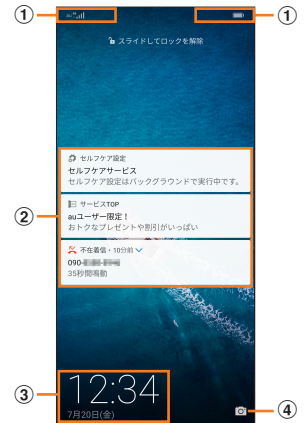 ①
①
スライドしてロックを解除
②
セルフケア設定
セルフケアサービス
セルフケア設定はバックグラウンドで実行中です。
サービスTOP
auユーザー限定！
おトクなプレゼントや割引がいっぱい
不在着信・10分前
090-
35秒間鳴動
③
12:34
7月20日(金)
④